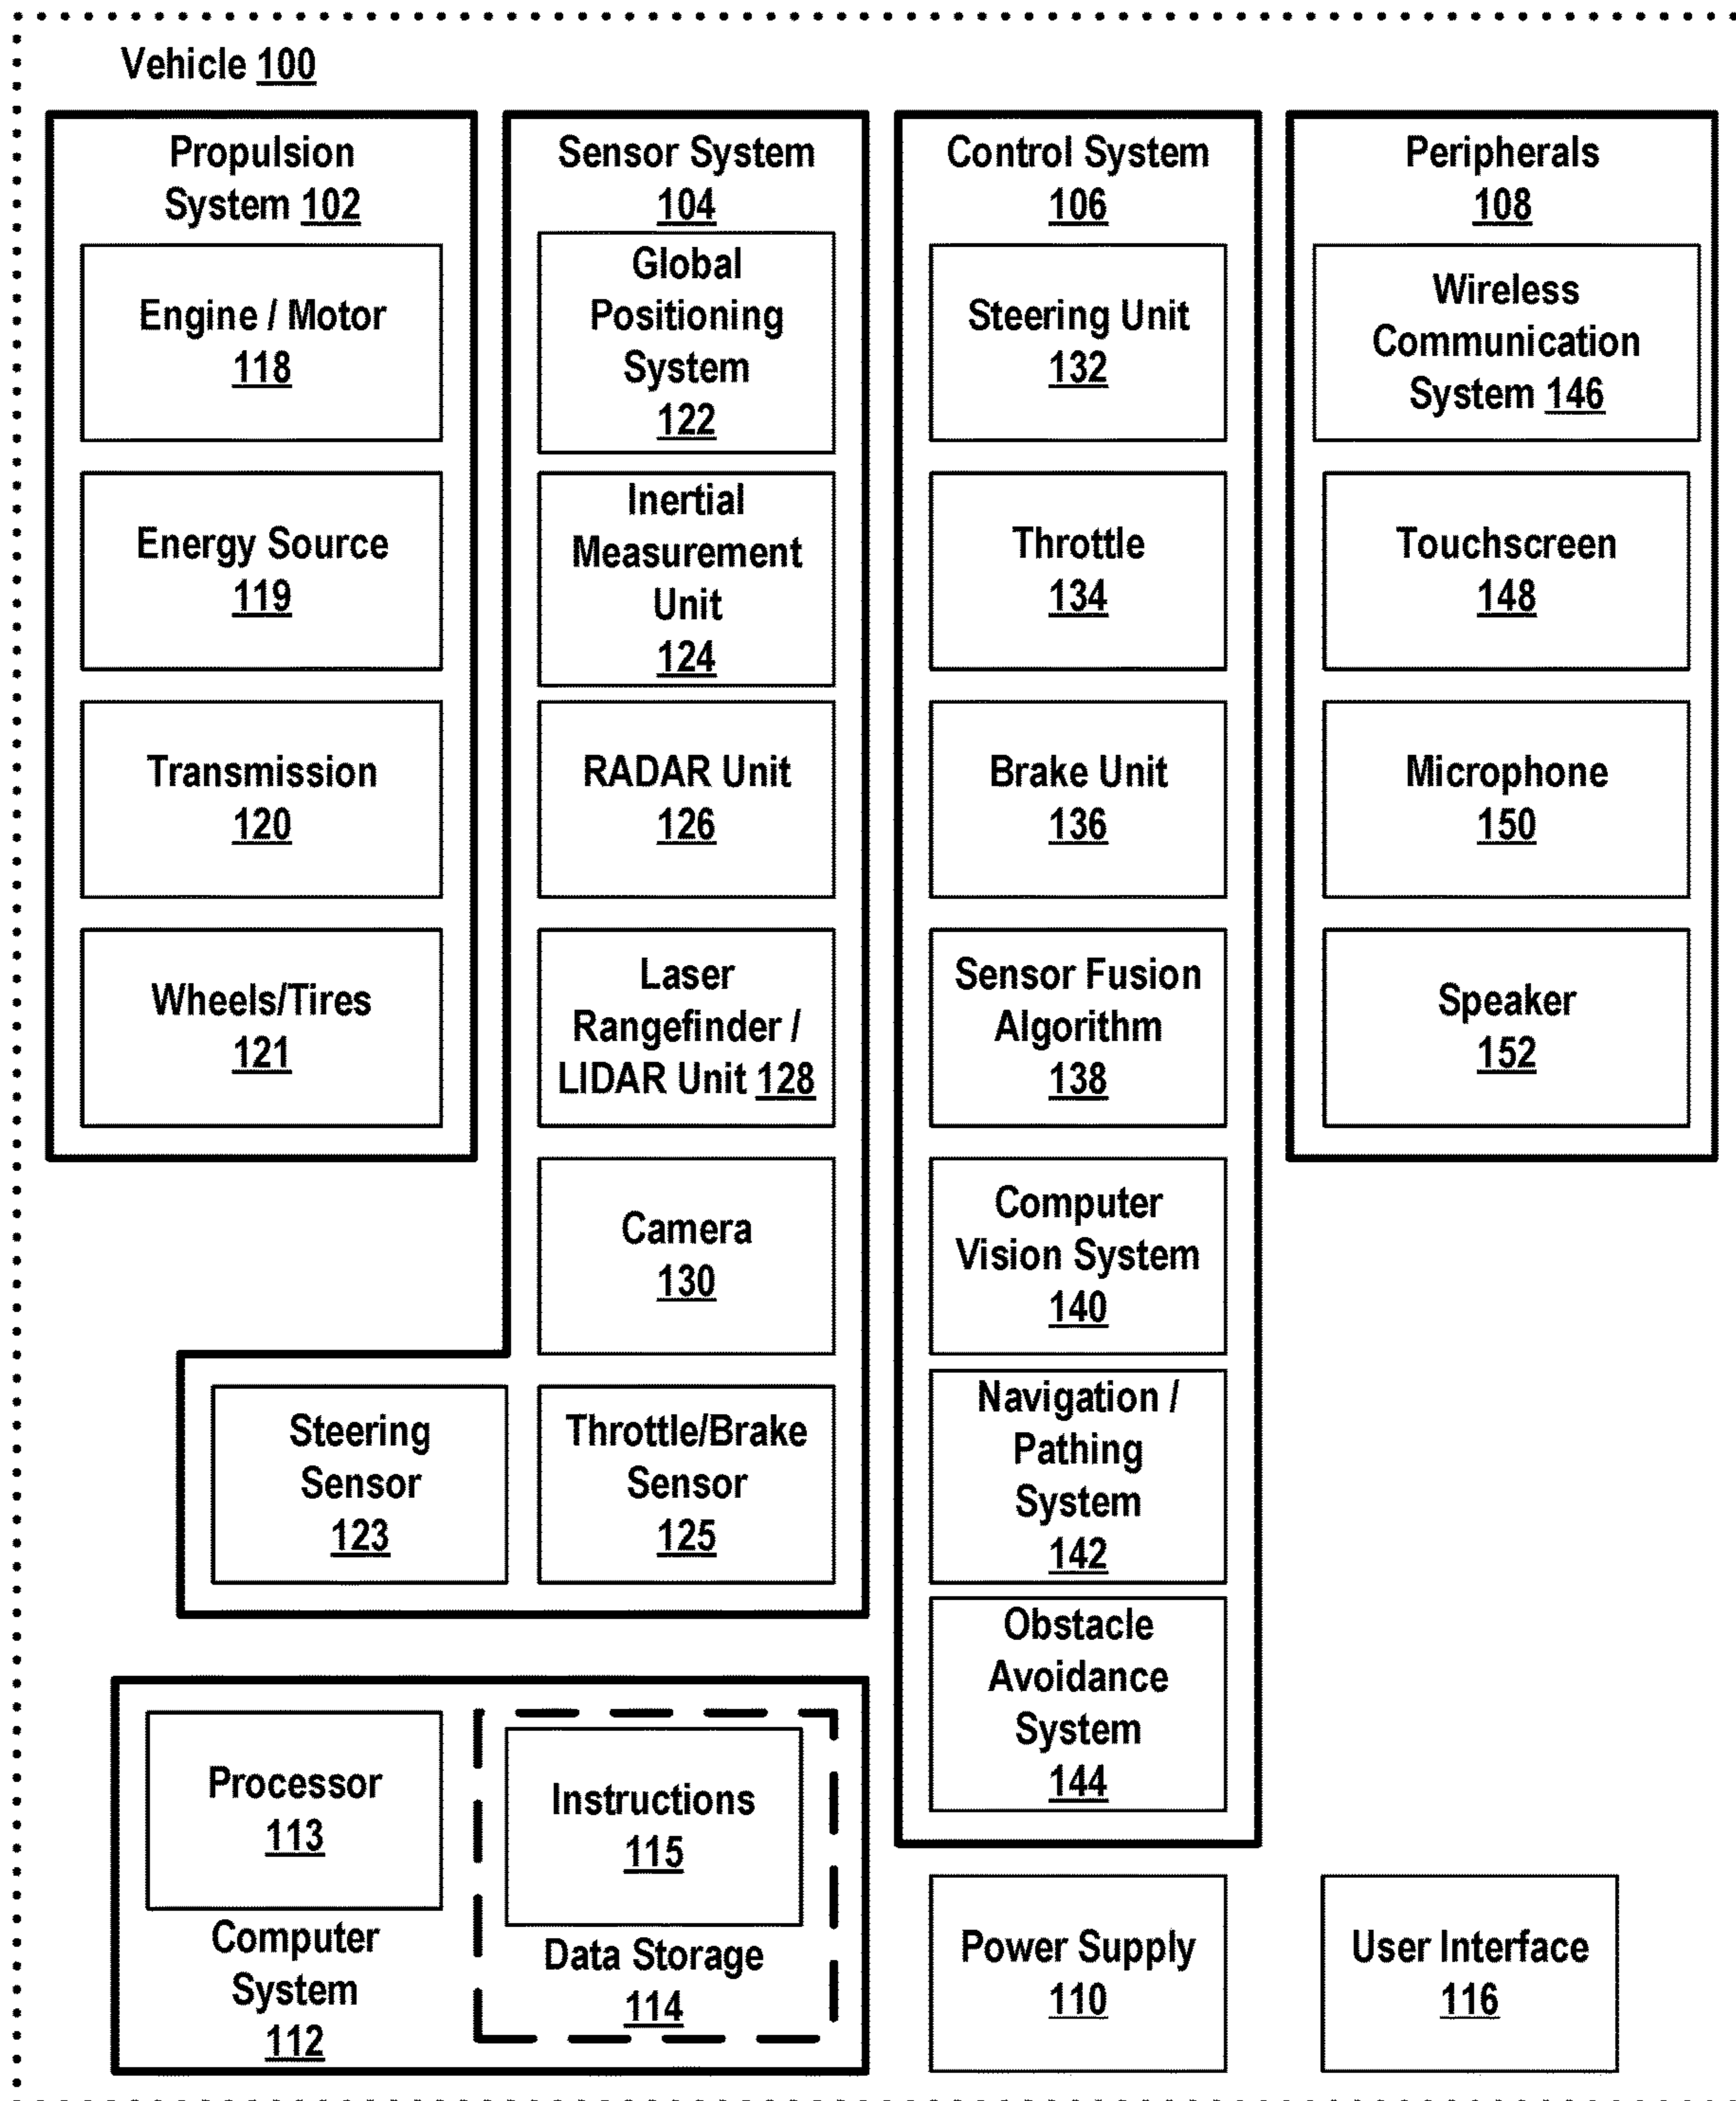 Vehicle 100
Propulsion
System 102
Engine / Motor
118
Energy Source
119
Transmission
120
Wheels/Tires
121
Sensor System
104
Global
Positioning
System
122
Inertial
Measurement
Unit
124
RADAR Unit
126
Laser
Rangefinder /
LIDAR Unit 128
Camera
130
Steering
Sensor
123
Throttle/Brake
Sensor
125
Control System
106
Steering Unit
132
Throttle
134
Brake Unit
136
Sensor Fusion
Algorithm
138
Computer
Vision System
140
Navigation /
Pathing
System
142
Obstacle
Avoidance
System
144
Peripherals
108
Wireless
Communication
System 146
Touchscreen
148
Microphone
150
Speaker
152
Processor
113
Computer
System
112
Instructions
115
Data Storage
114
Power Supply
110
User Interface
116